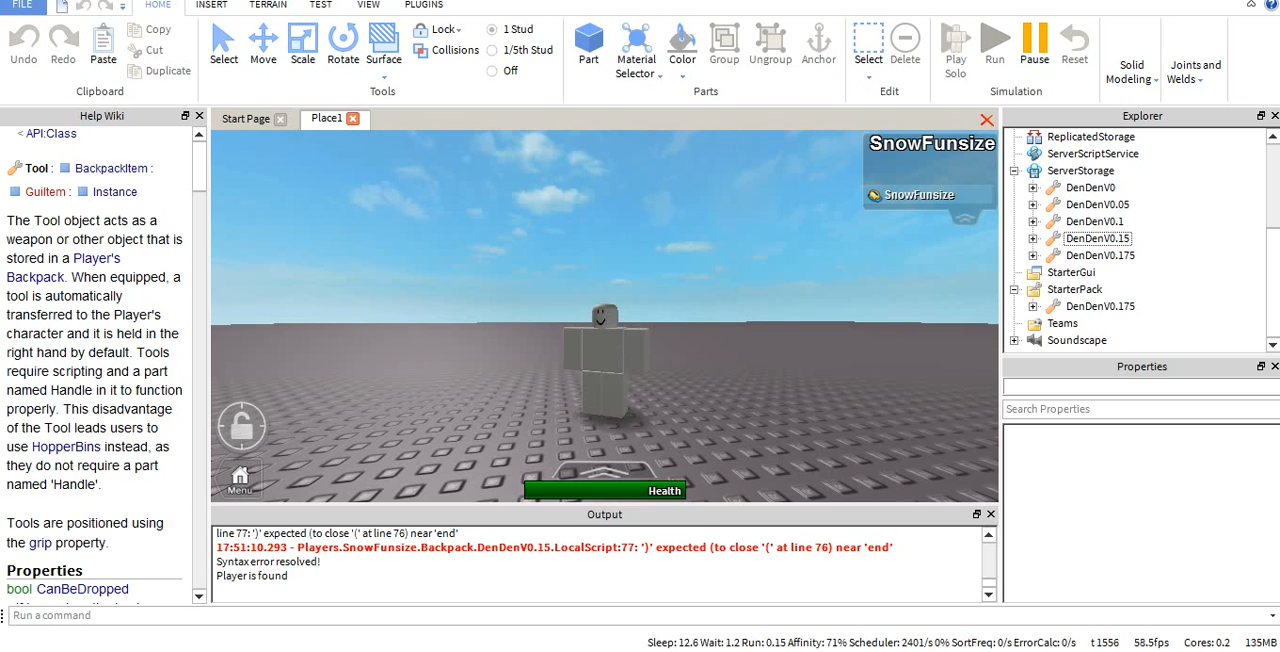 FILE
HOME
INSERT
TERRAIN
TEST
VIEW
PLUGINS
Undo
Redo
Paste
Copy
Cut
Duplicate
Clipboard
Select
Move
Scale
Rotate
Surface
Lock
Collisions
1 Stud
1/5th Stud
Off
Tools
Part
Material
Selector
Color
Group
Ungroup
Anchor
Parts
Select
Delete
Edit
Play
Solo
Run
Pause
Reset
Simulation
Solid
Modeling
Joints and
Welds
Help Wiki
< API:Class
Tool : BackpackItem :
GuiItem : Instance
The Tool object acts as a
weapon or other object that is
stored in a Player's
Backpack. When equipped, a
tool is automatically
transferred to the Player's
character and it is held in the
right hand by default. Tools
require scripting and a part
named Handle in it to function
properly. This disadvantage
of the Tool leads users to
use HopperBins instead, as
they do not require a part
named 'Handle'.
Tools are positioned using
the grip property.
Properties
bool CanBeDropped
Start Page
Place1
SnowFunsize
SnowFunsize
Menu
Health
Output
line 77: ')' expected (to close '(' at line 76) near 'end'
17:51:10.293 - Players.SnowFunsize.Backpack.DenDenV0.15.LocalScript:77: ')' expected (to close '(' at line 76) near 'end'
Syntax error resolved!
Player is found
Explorer
ReplicatedStorage
ServerScriptService
ServerStorage
DenDenV0
DenDenV0.05
DenDenV0.1
DenDenV0.15
DenDenV0.175
StarterGui
StarterPack
DenDenV0.175
Teams
Soundscape
Properties
Search Properties
Run a command
Sleep: 12.6 Wait: 1.2 Run: 0.15 Affinity: 71% Scheduler: 2401/s 0% SortFreq: 0/s ErrorCalc: 0/s t 1556 58.5fps Cores: 0.2 135MB